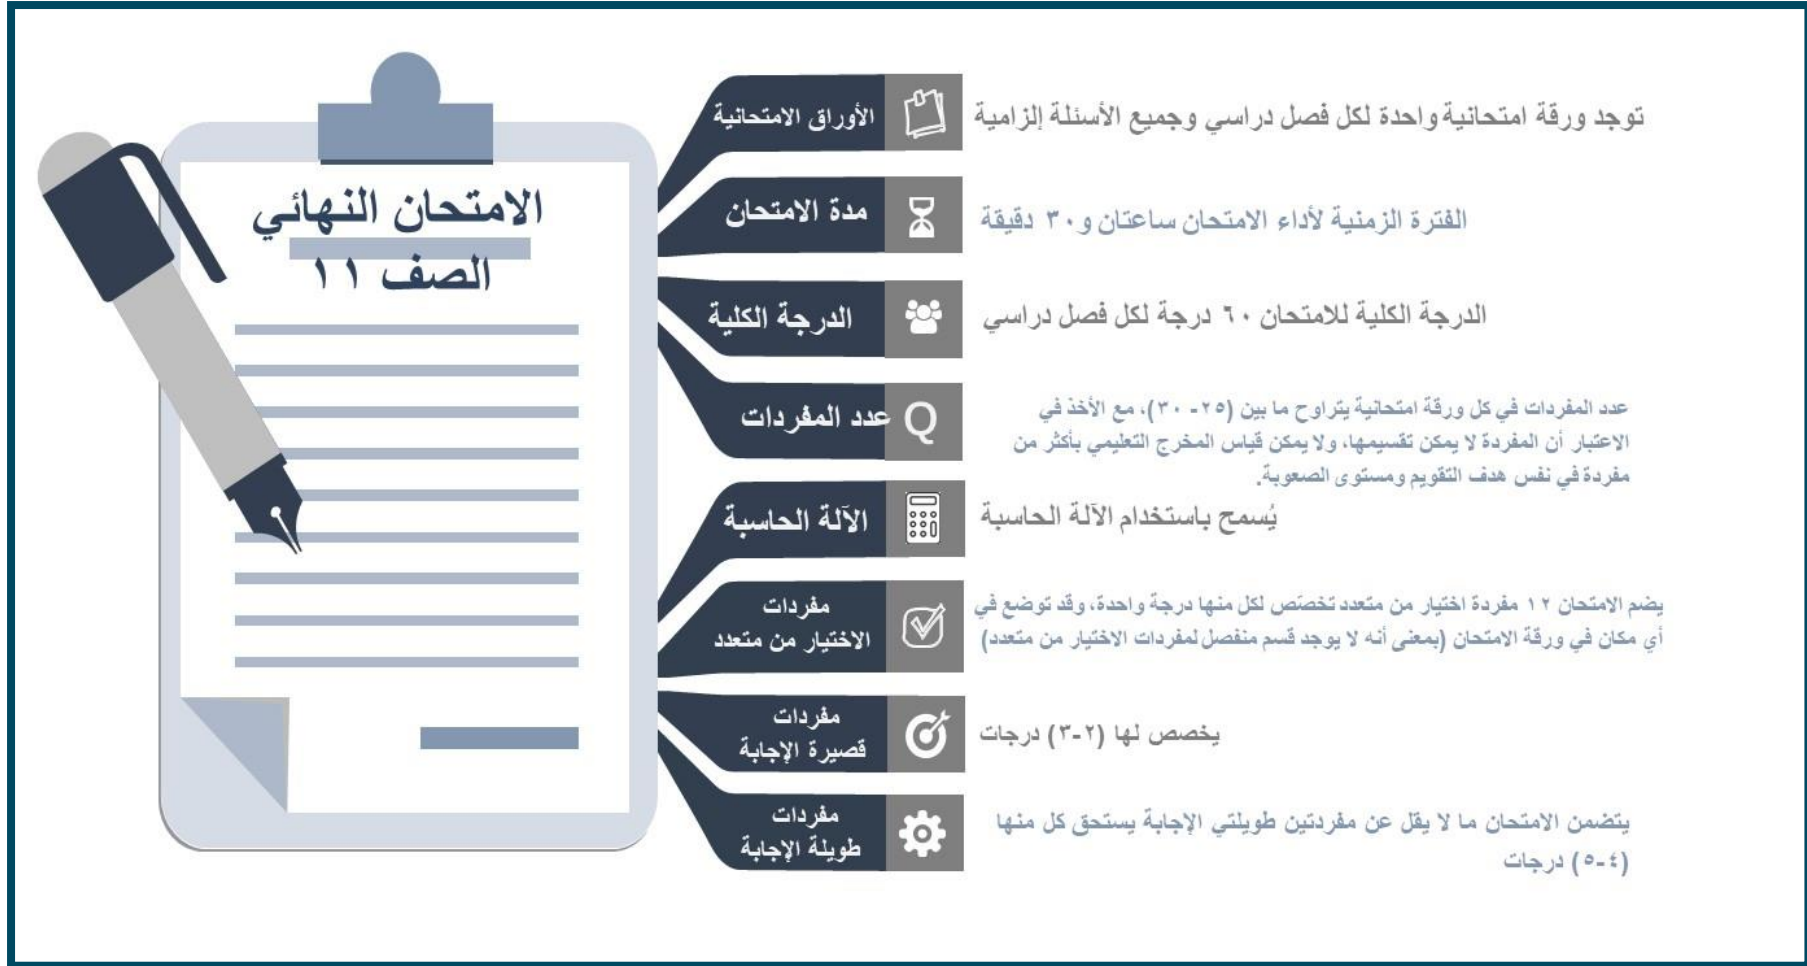 الامتحان النهائي
الصف ١١
الأوراق الامتحانية
توجد ورقة امتحانية واحدة لكل فصل دراسي وجميع الأسئلة إلزامية
مدة الامتحان
الفترة الزمنية لأداء الامتحان ساعتان و٣٠ دقيقة
الدرجة الكلية
الدرجة الكلية للامتحان ٦٠ درجة لكل فصل دراسي
عدد المفردات
Q
عدد المفردات في كل ورقة امتحانية يتراوح ما بين (٢٥- ٣٠)، مع الأخذ في
الاعتبار أن المفردة لا يمكن تقسيمها، ولا يمكن قياس المخرج التعليمي بأكثر من
مفردة في نفس هدف التقويم ومستوى الصعوبة.
الآلة الحاسبة
يُسمح باستخدام الآلة الحاسبة
مفردات
الاختيار من متعدد
يضم الامتحان ١٢ مفردة اختيار من متعدد تخصّص لكل منها درجة واحدة، وقد توضع في
أي مكان في ورقة الامتحان (بمعنى أنه لا يوجد قسم منفصل لمفردات الاختيار من متعدد)
مفردات
قصيرة الإجابة
يخصص لها (٢-٣) درجات
مفردات
طويلة الإجابة
يتضمن الامتحان ما لا يقل عن مفردتين طويلتي الإجابة يستحق كل منها
(٤-٥) درجات